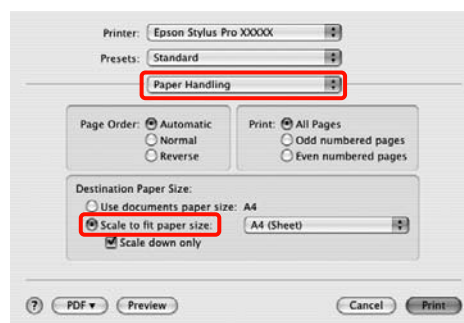 Printer: Epson Stylus Pro XXXXX
Presets: Standard
Paper Handling
Page Order: Automatic
Normal
Reverse
Print: All Pages
Odd numbered pages
Even numbered pages
Destination Paper Size:
Use documents paper size: A4
Scale to fit paper size: A4 (Sheet)
Scale down only
? PDF Preview Cancel Print